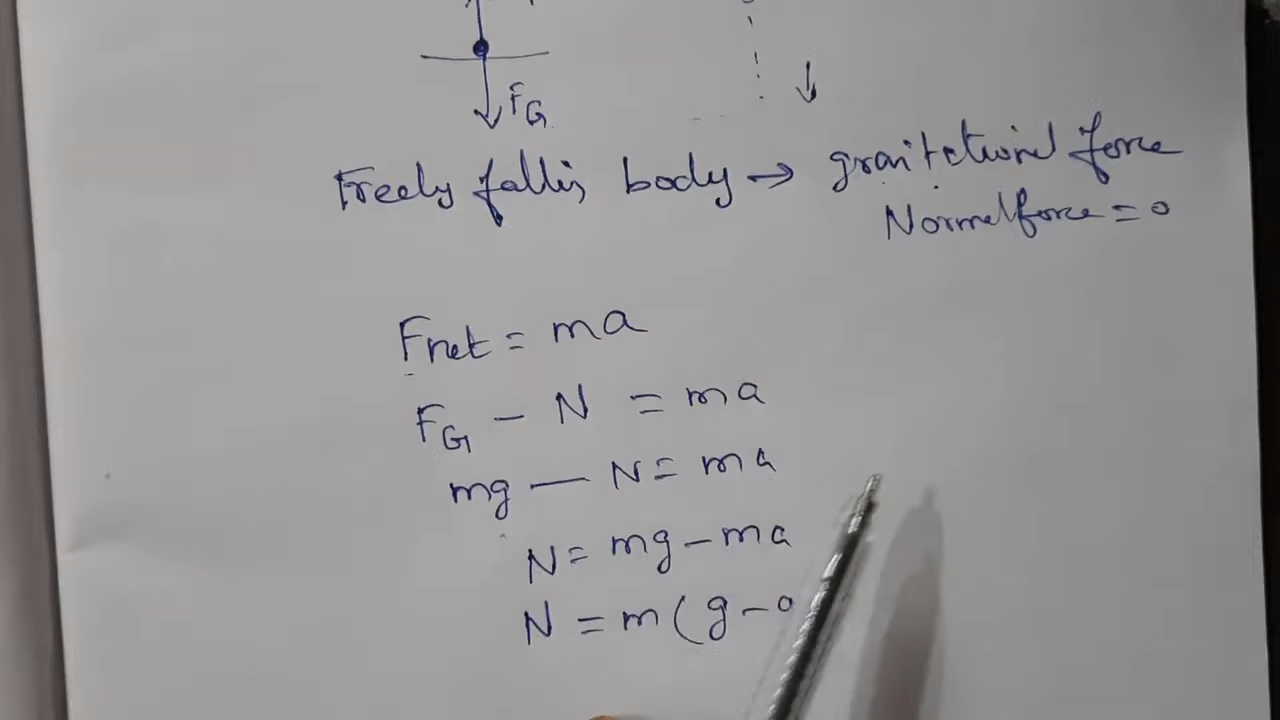 FG
Freely falling body → gravitational force
Normal force = 0
Fnet = ma
FG - N = ma
mg - N = ma
N = mg - ma
N = m(g-a